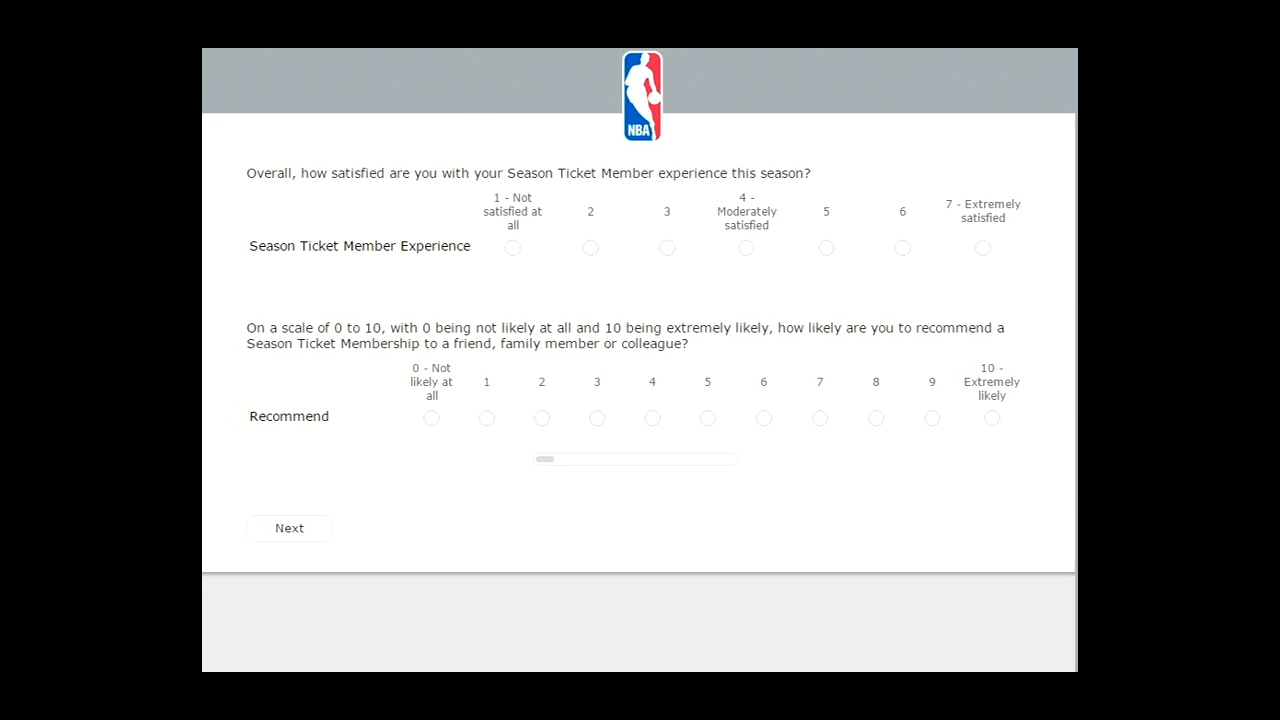 NBA
Overall, how satisfied are you with your Season Ticket Member experience this season?
1 - Not satisfied at all 2 3 4 - Moderately satisfied 5 6 7 - Extremely satisfied
Season Ticket Member Experience
On a scale of 0 to 10, with 0 being not likely at all and 10 being extremely likely, how likely are you to recommend a
Season Ticket Membership to a friend, family member or colleague?
0 - Not likely at all 1 2 3 4 5 6 7 8 9 10 - Extremely likely
Recommend
Next